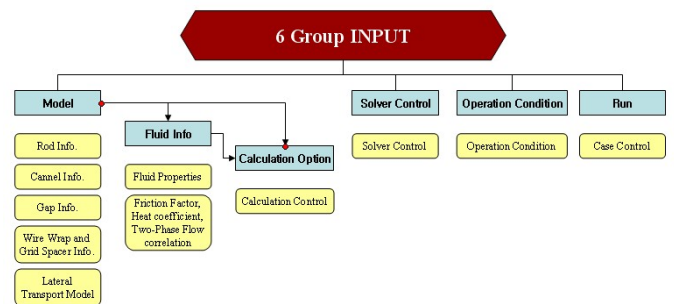 6 Group INPUT
Model
Solver Control
Operation Condition
Run
Fluid Info
Calculation Option
Rod Info.
Cannel Info.
Gap Info.
Wire Wrap and
Grid Spacer Info.
Lateral
Transport Model
Fluid Properties
Friction Factor,
Heat coefficient,
Two-Phase Flow
correlation
Calculation Control
Solver Control
Operation Condition
Case Control